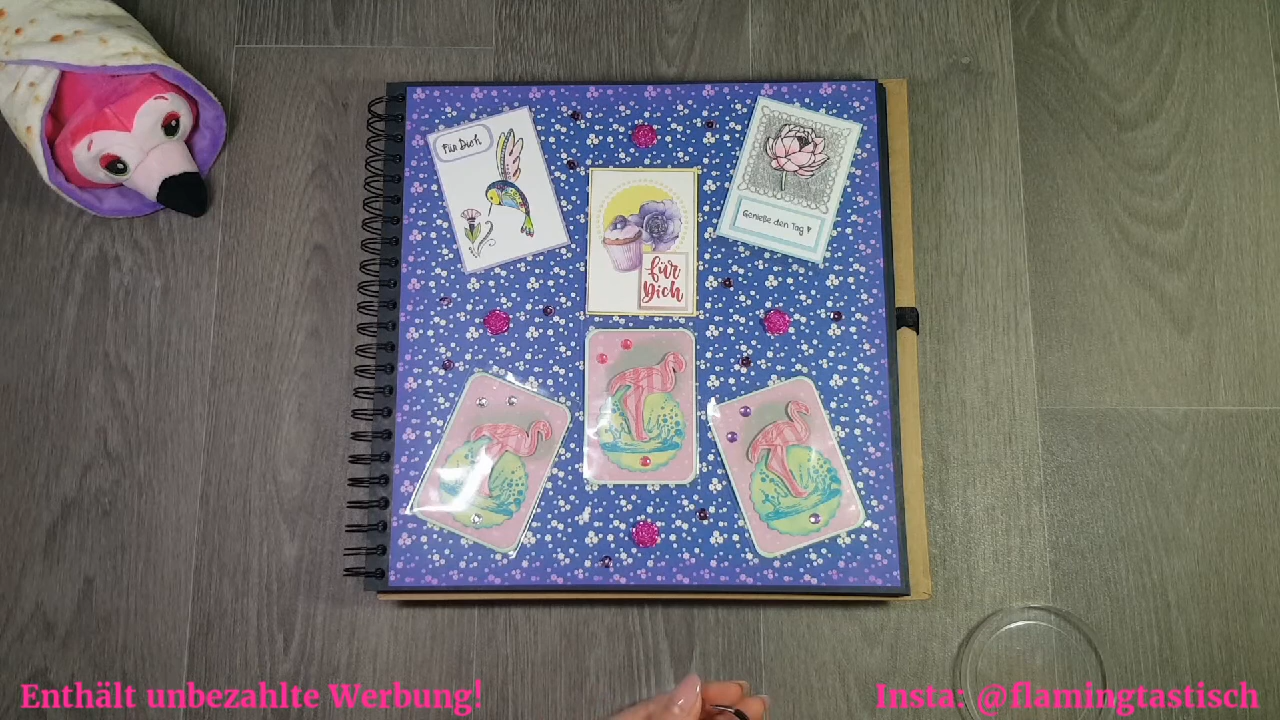 Für Dich
für
Dich
Genieße den Tag
Enthält unbezahlte Werbung!
Insta: @flamingtastisch